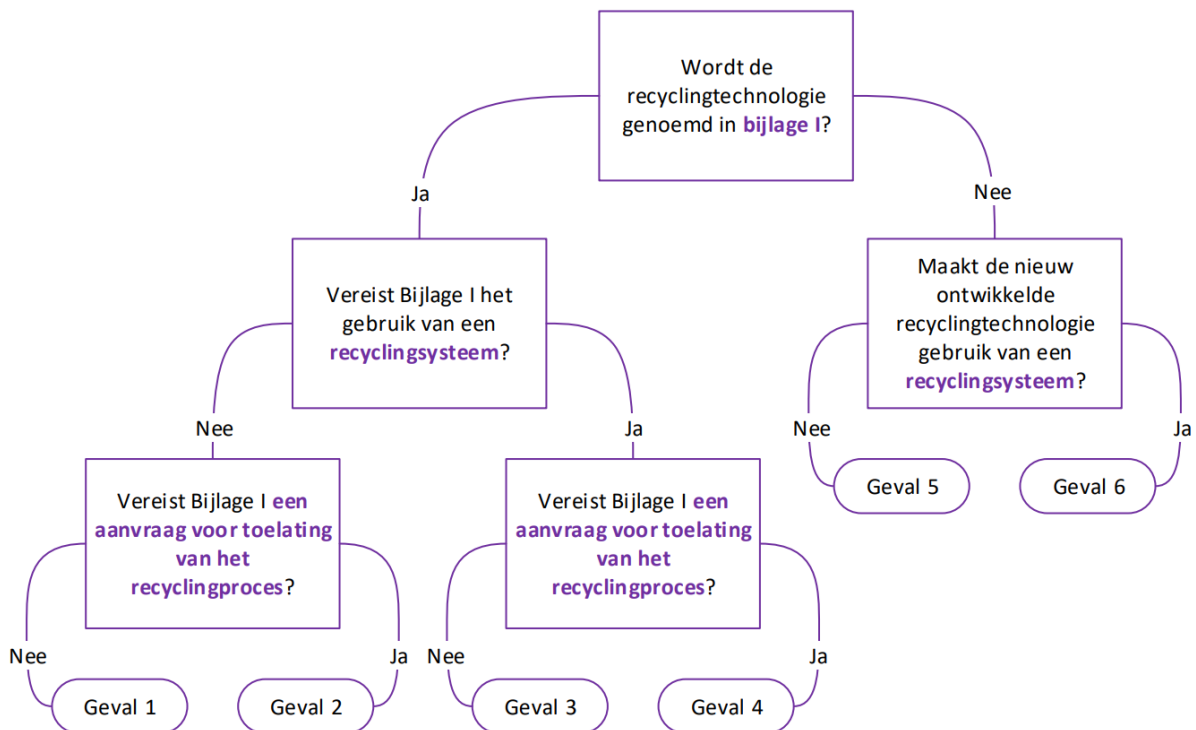 Wordt de
recyclingtechnologie
genoemd in bijlage I?
Ja
Nee
Vereist Bijlage I het
gebruik van een
recyclingsysteem?
Maakt de nieuw
ontwikkelde
recyclingtechnologie
gebruik van een
recyclingsysteem?
Nee
Ja
Nee
Ja
Vereist Bijlage I een
aanvraag voor toelating
van het
recyclingproces?
Vereist Bijlage I een
aanvraag voor toelating
van het
recyclingproces?
Geval 5
Geval 6
Nee
Ja
Nee
Ja
Geval 1
Geval 2
Geval 3
Geval 4